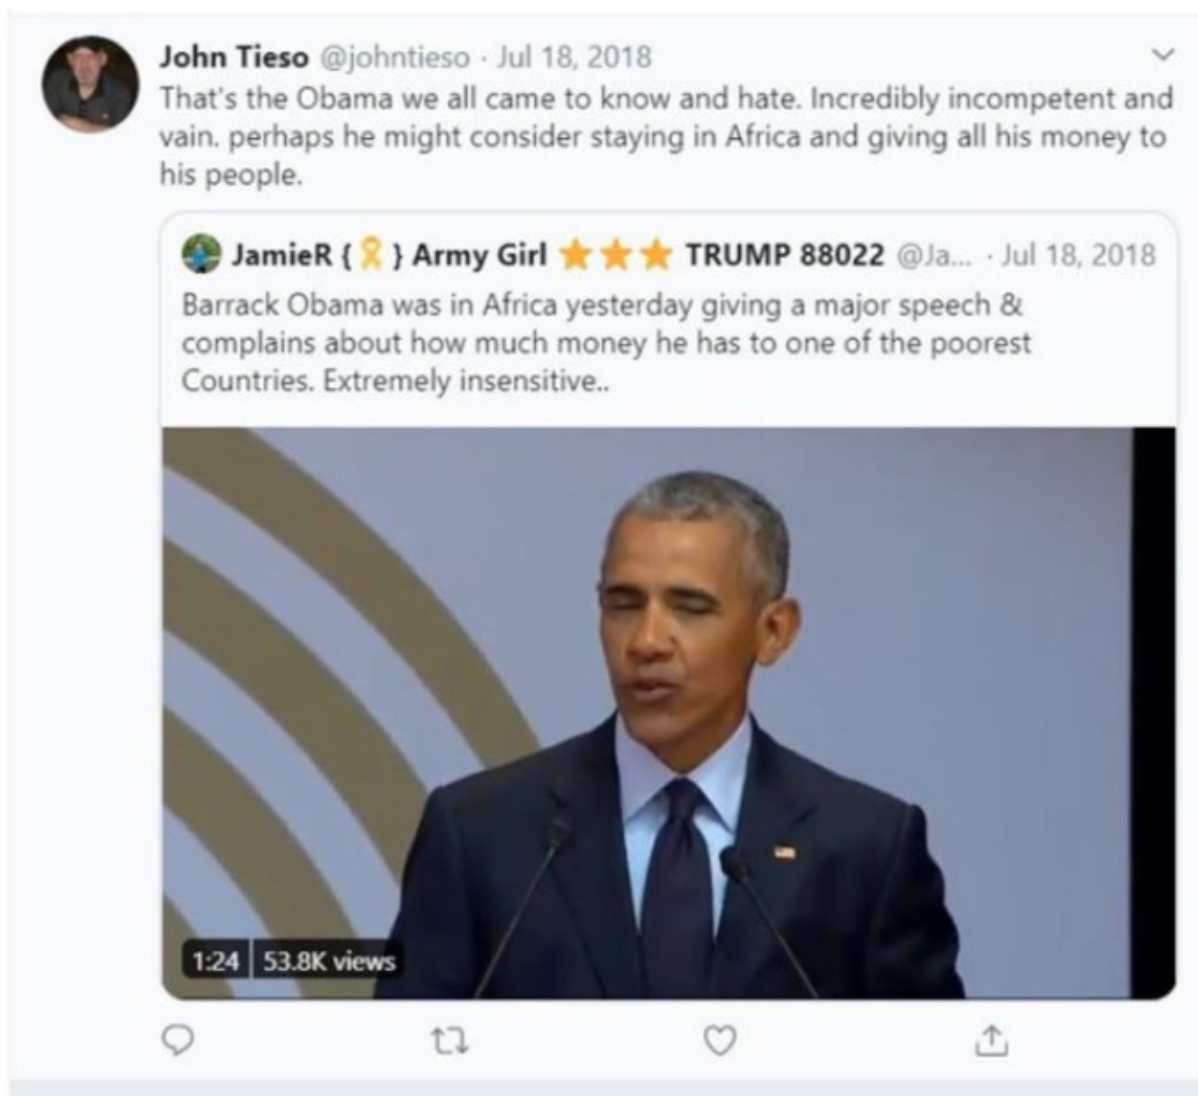 John Tieso @johntieso · Jul 18, 2018
That's the Obama we all came to know and hate. Incredibly incompetent and
vain. perhaps he might consider staying in Africa and giving all his money to
his people.
JamieR { 🎗 } Army Girl ⭐⭐⭐ TRUMP 88022 @Ja... · Jul 18, 2018
Barrack Obama was in Africa yesterday giving a major speech &
complains about how much money he has to one of the poorest
Countries. Extremely insensitive..
1:24 53.8K views